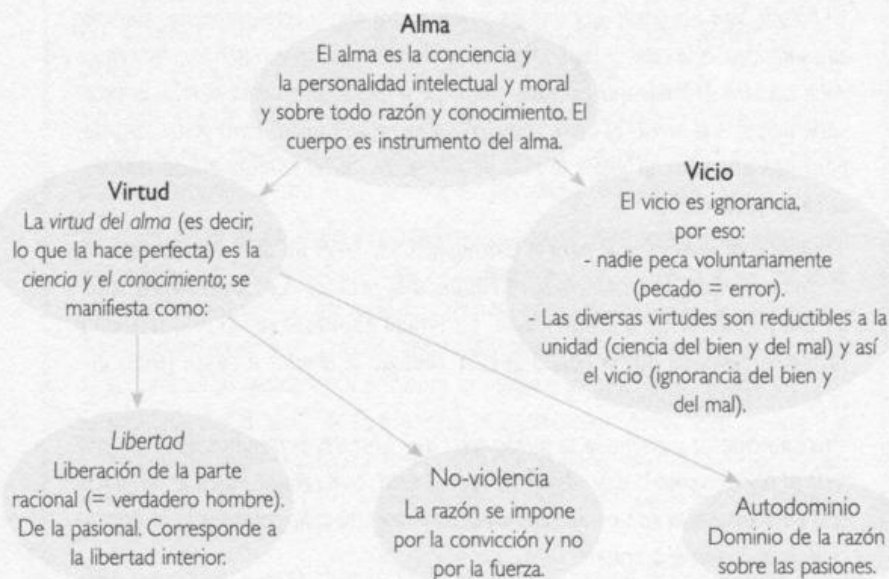 Alma
El alma es la conciencia y
la personalidad intelectual y moral
y sobre todo razón y conocimiento. El
cuerpo es instrumento del alma.
Virtud
La virtud del alma (es decir,
lo que la hace perfecta) es la
ciencia y el conocimiento; se
manifiesta como:
Vicio
El vicio es ignorancia,
por eso:
- nadie peca voluntariamente
(pecado = error).
- Las diversas virtudes son reductibles a la
unidad (ciencia del bien y del mal) y así
el vicio (ignorancia del bien y
del mal).
Libertad
Liberación de la parte
racional (= verdadero hombre).
De la pasional. Corresponde a
la libertad interior.
No-violencia
La razón se impone
por la convicción y no
por la fuerza.
Autodominio
Dominio de la razón
sobre las pasiones.